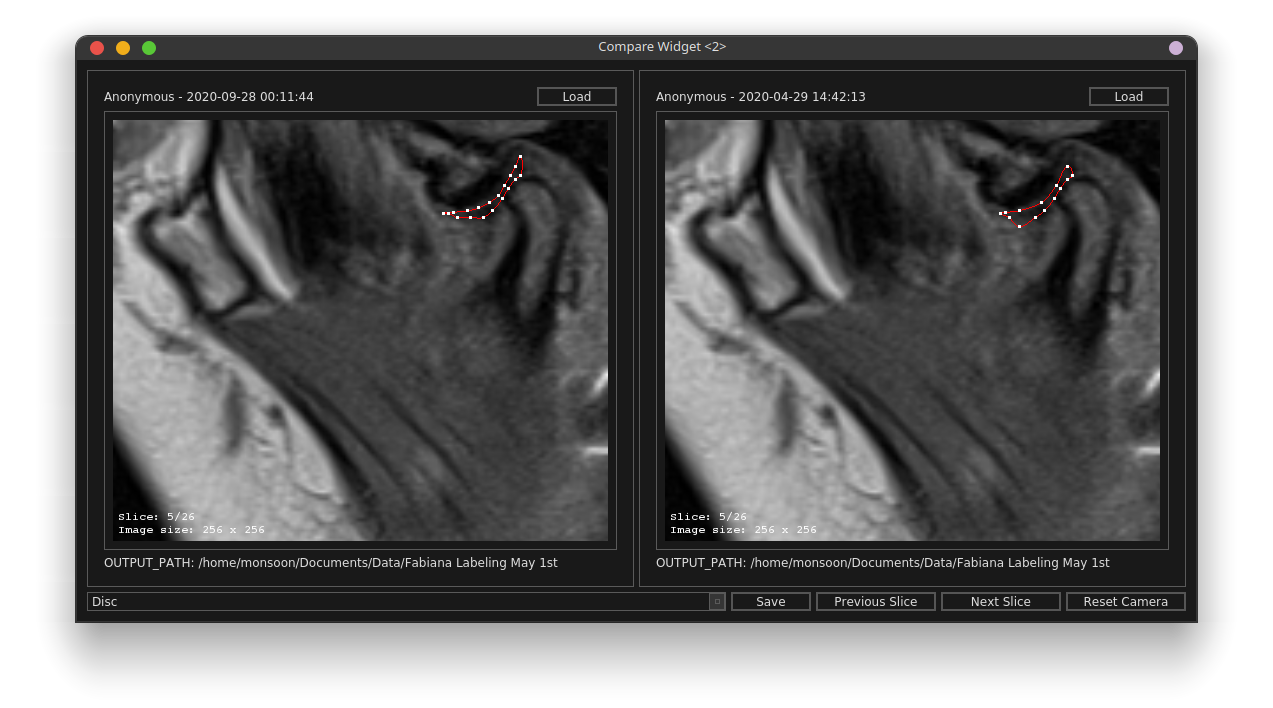 Compare Widget <2>
Anonymous - 2020-09-28 00:11:44
Load
Slice: 5/26
Image size: 256 x 256
OUTPUT_PATH: /home/monsoon/Documents/Data/Fabiana Labeling May 1st
Anonymous - 2020-04-29 14:42:13
Load
Slice: 5/26
Image size: 256 x 256
OUTPUT_PATH: /home/monsoon/Documents/Data/Fabiana Labeling May 1st
Disc
Save
Previous Slice
Next Slice
Reset Camera